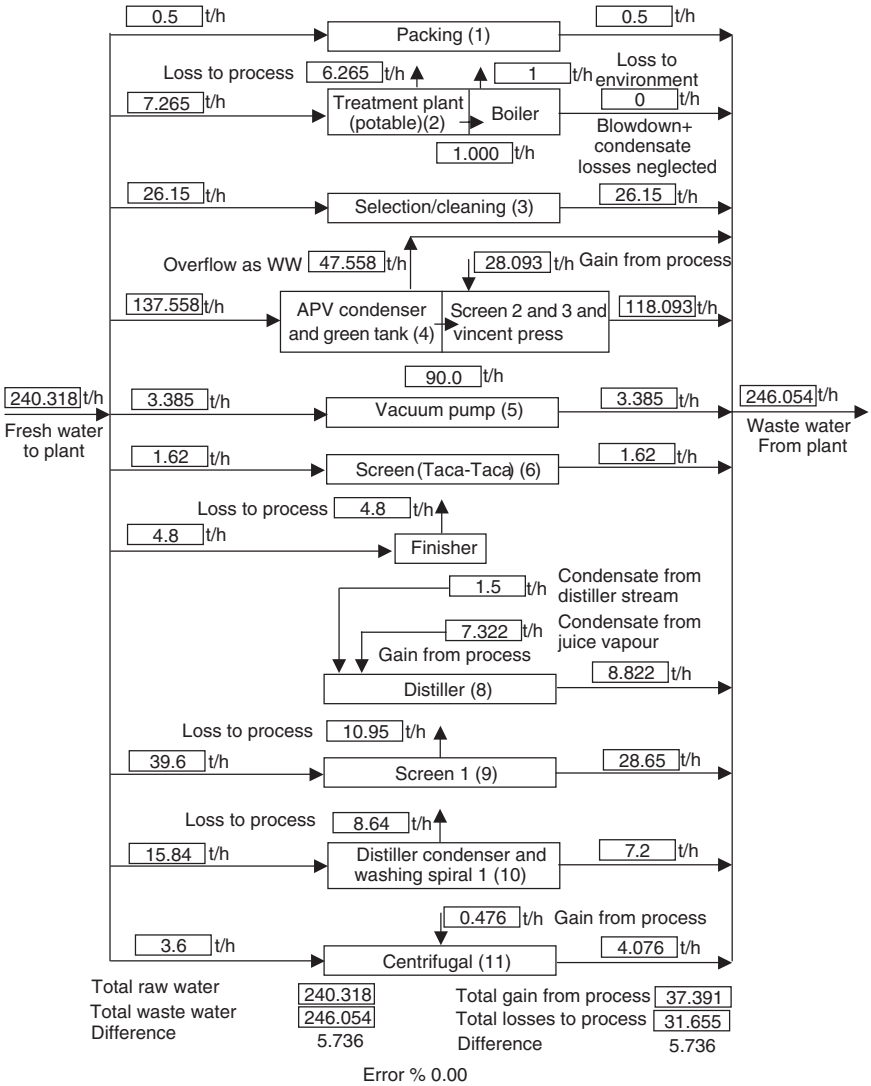 0.5 t/h Packing (1) 0.5 t/h
Loss to process 6.265 t/h 1 t/h Loss to
environment
7.265 t/h Treatment plant
(potable)(2) Boiler 0 t/h
1.000 t/h
Blowdown+
condensate
losses neglected
26.15 t/h Selection/cleaning (3) 26.15 t/h
Overflow as WW 47.558 t/h 28.093 t/h Gain from process
137.558 t/h APV condenser
and green tank (4)
Screen 2 and 3 and
vincent press
118.093 t/h
90.0 t/h
240.318 t/h
Fresh water
to plant
3.385 t/h Vacuum pump (5) 3.385 t/h
246.054 t/h
Waste water
From plant
1.62 t/h Screen (Taca-Taca) (6) 1.62 t/h
Loss to process 4.8 t/h
4.8 t/h Finisher
1.5 t/h Condensate from
distiller stream
7.322 t/h Condensate from
juice vapour
Gain from process
Distiller (8) 8.822 t/h
Loss to process 10.95 t/h
39.6 t/h Screen 1 (9) 28.65 t/h
Loss to process 8.64 t/h
15.84 t/h Distiller condenser and
washing spiral 1 (10) 7.2 t/h
0.476 t/h Gain from process
3.6 t/h Centrifugal (11) 4.076 t/h
Total raw water 240.318 Total gain from process 37.391
Total waste water 246.054 Total losses to process 31.655
Difference 5.736 Difference 5.736
Error % 0.00